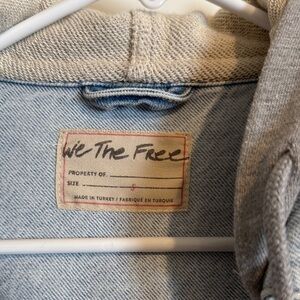 We The Free
PROPERTY OF.
SIZE S
MADE IN TURKEY / FABRIQUÉ EN TURQUIE